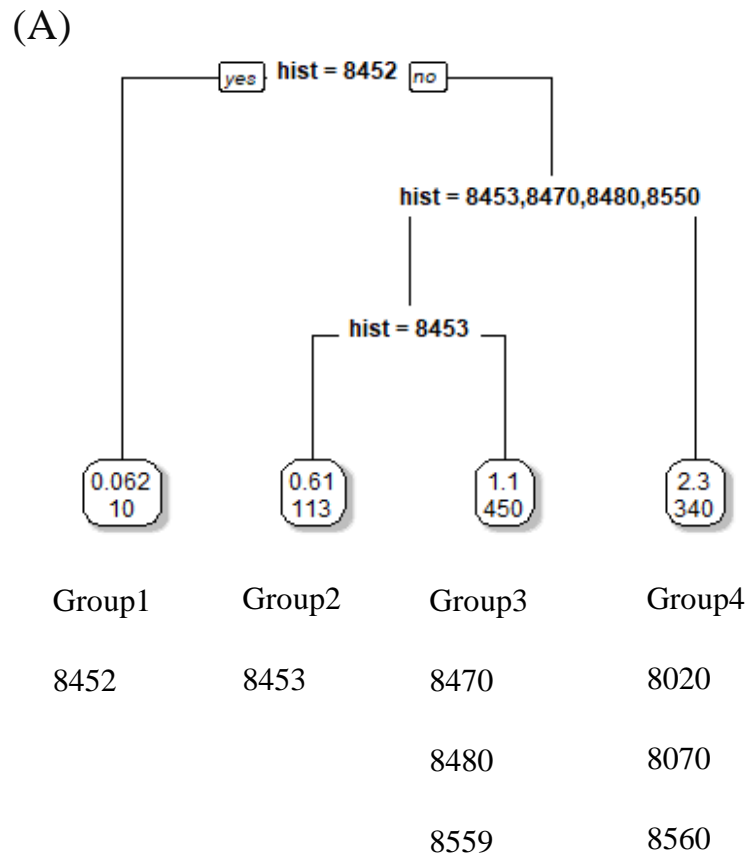 (A)
yes hist = 8452 no
hist = 8453,8470,8480,8550
hist = 8453
0.062 0.61 1.1 2.3
10 113 450 340
Group1 Group2 Group3 Group4
8452 8453 8470 8020
8480 8070
8559 8560